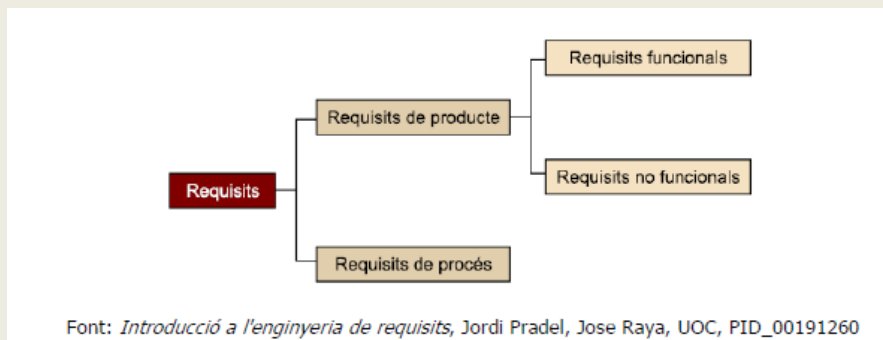 Requisits funcionals
Requisits de producte
Requisits no funcionals
Requisits
Requisits de procés
Font: Introducció a l'enginyeria de requisits, Jordi Pradel, Jose Raya, UOC, PID_00191260